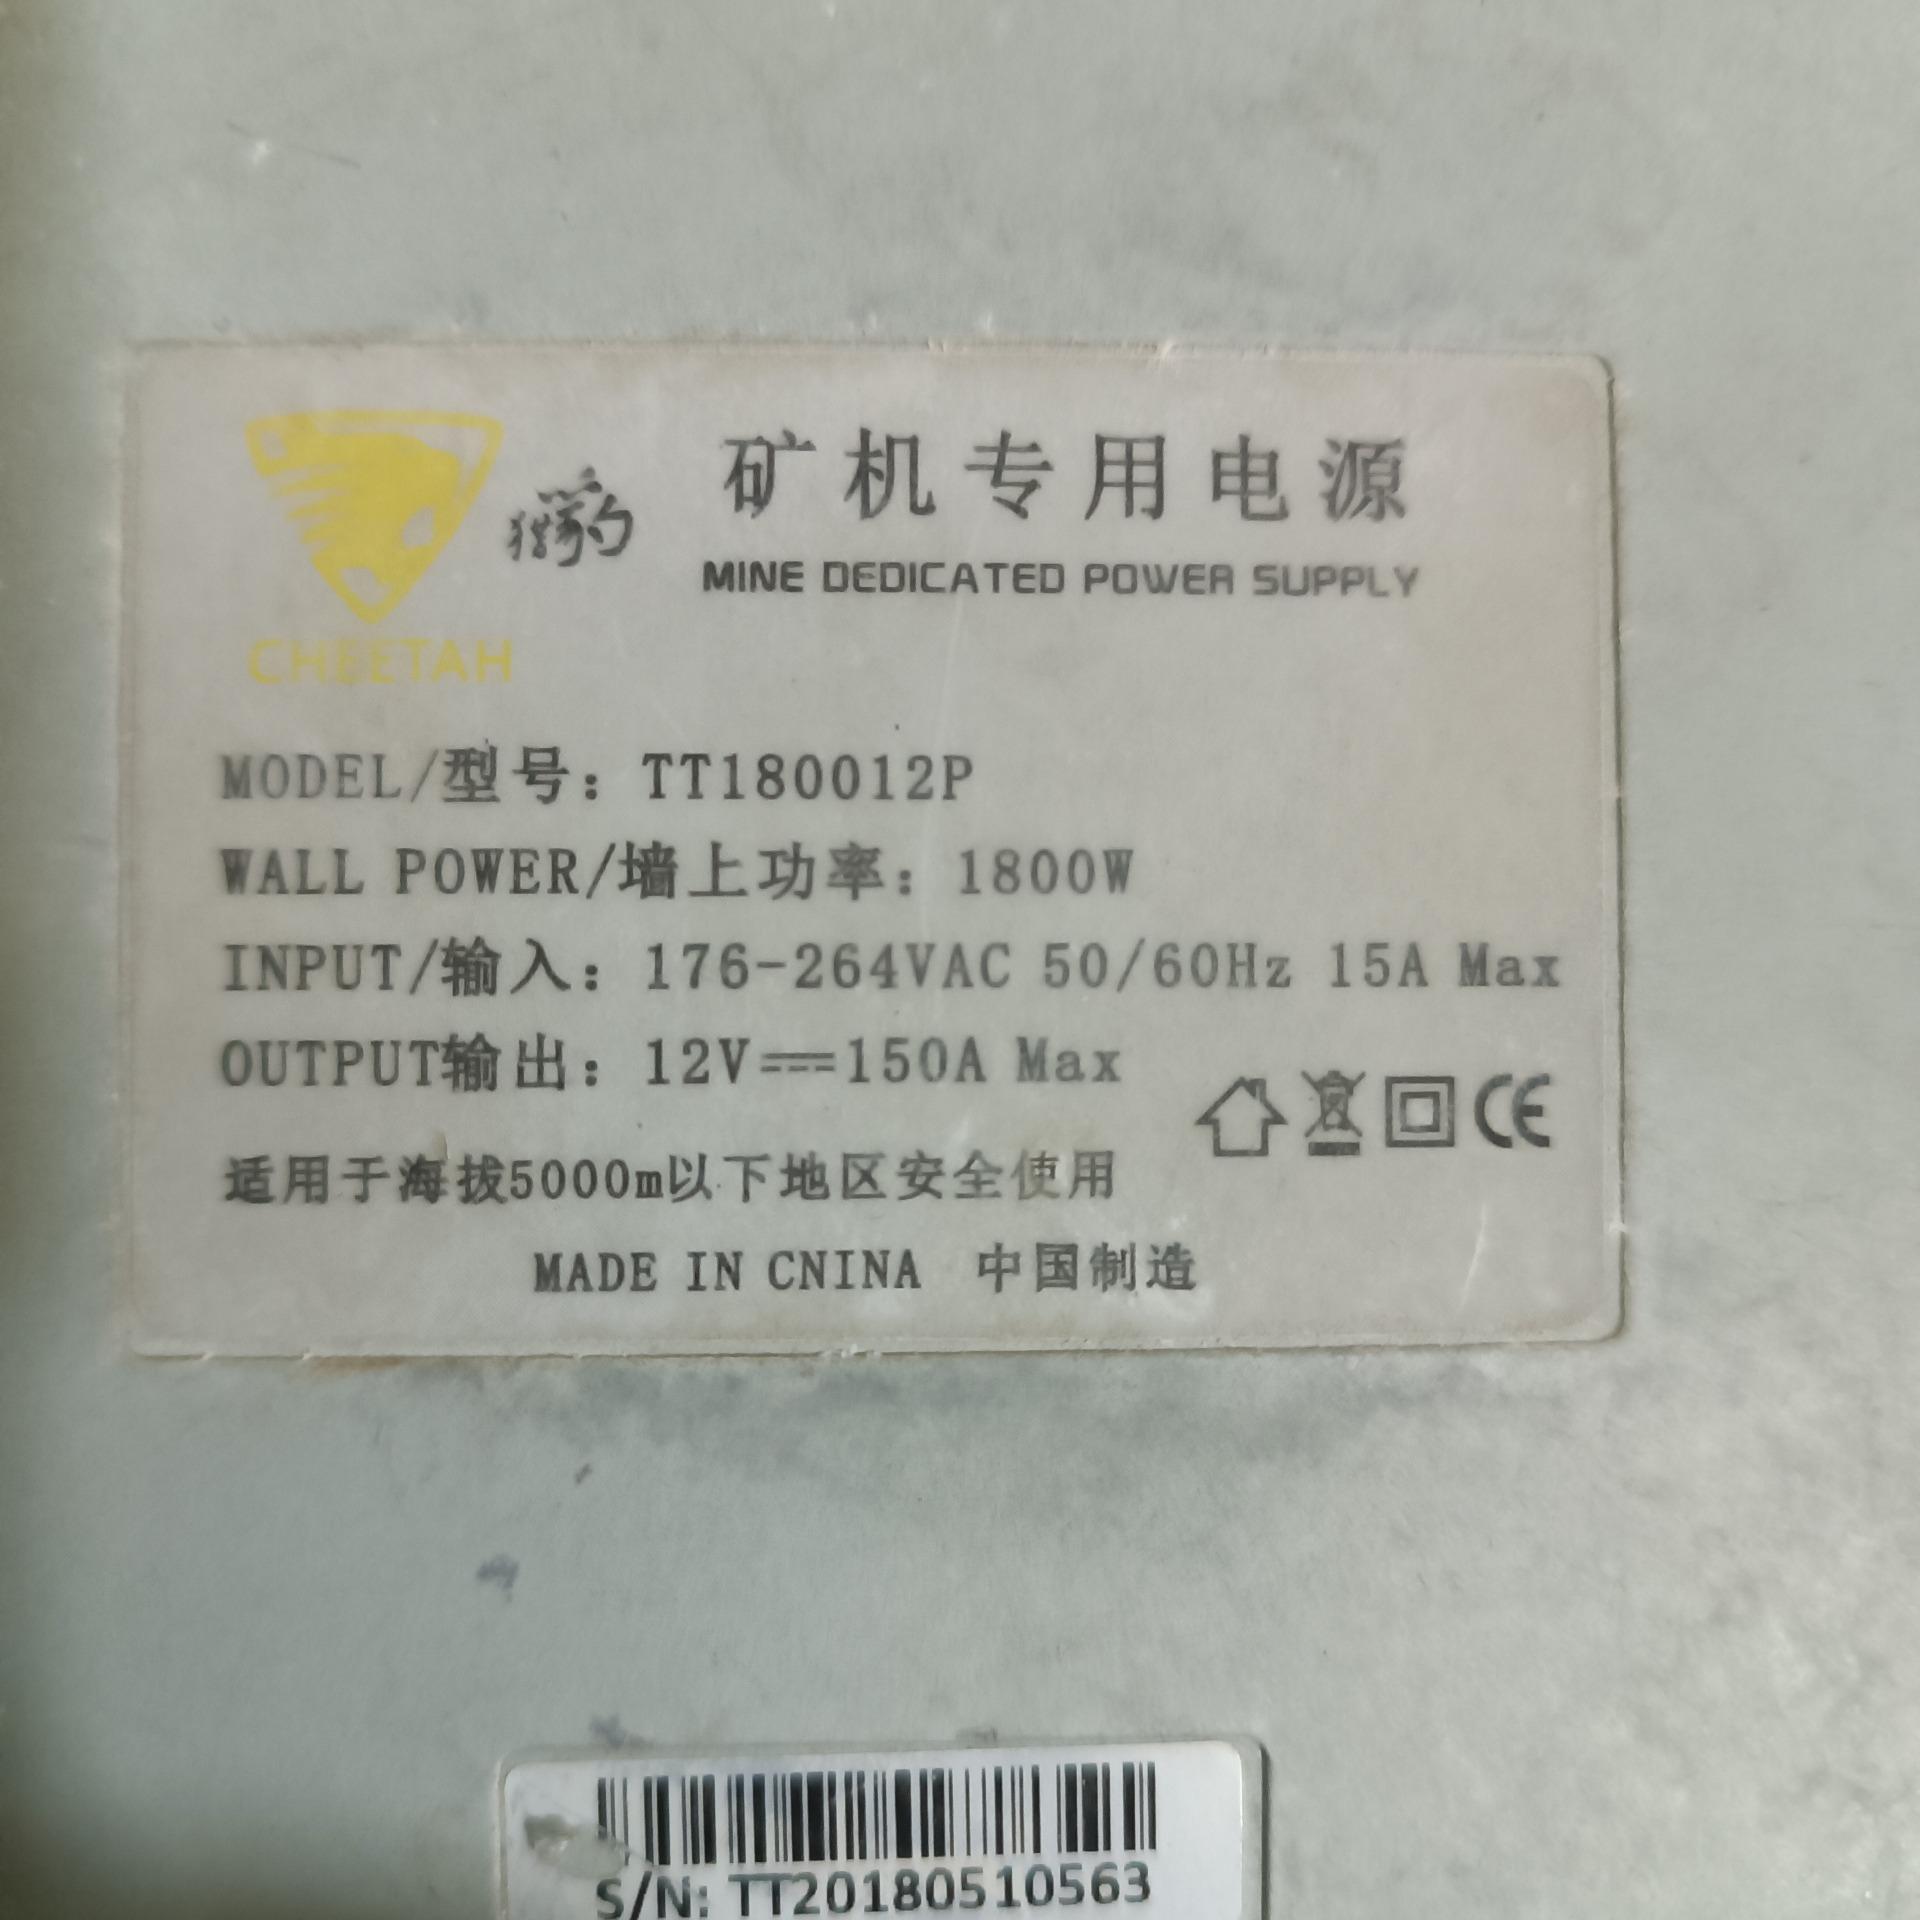 猎豹
矿机专用电源
MINE DEDICATED POWER SUPPLY
CHEETAH
MODEL/型号：TT180012P
WALL POWER/墙上功率：1800W
INPUT/输入：176-264VAC 50/60Hz 15A Max
OUTPUT输出：12V⎓150A Max
CE
适用于海拔5000m以下地区安全使用
MADE IN CNINA 中国制造
S/N: TT20180510563